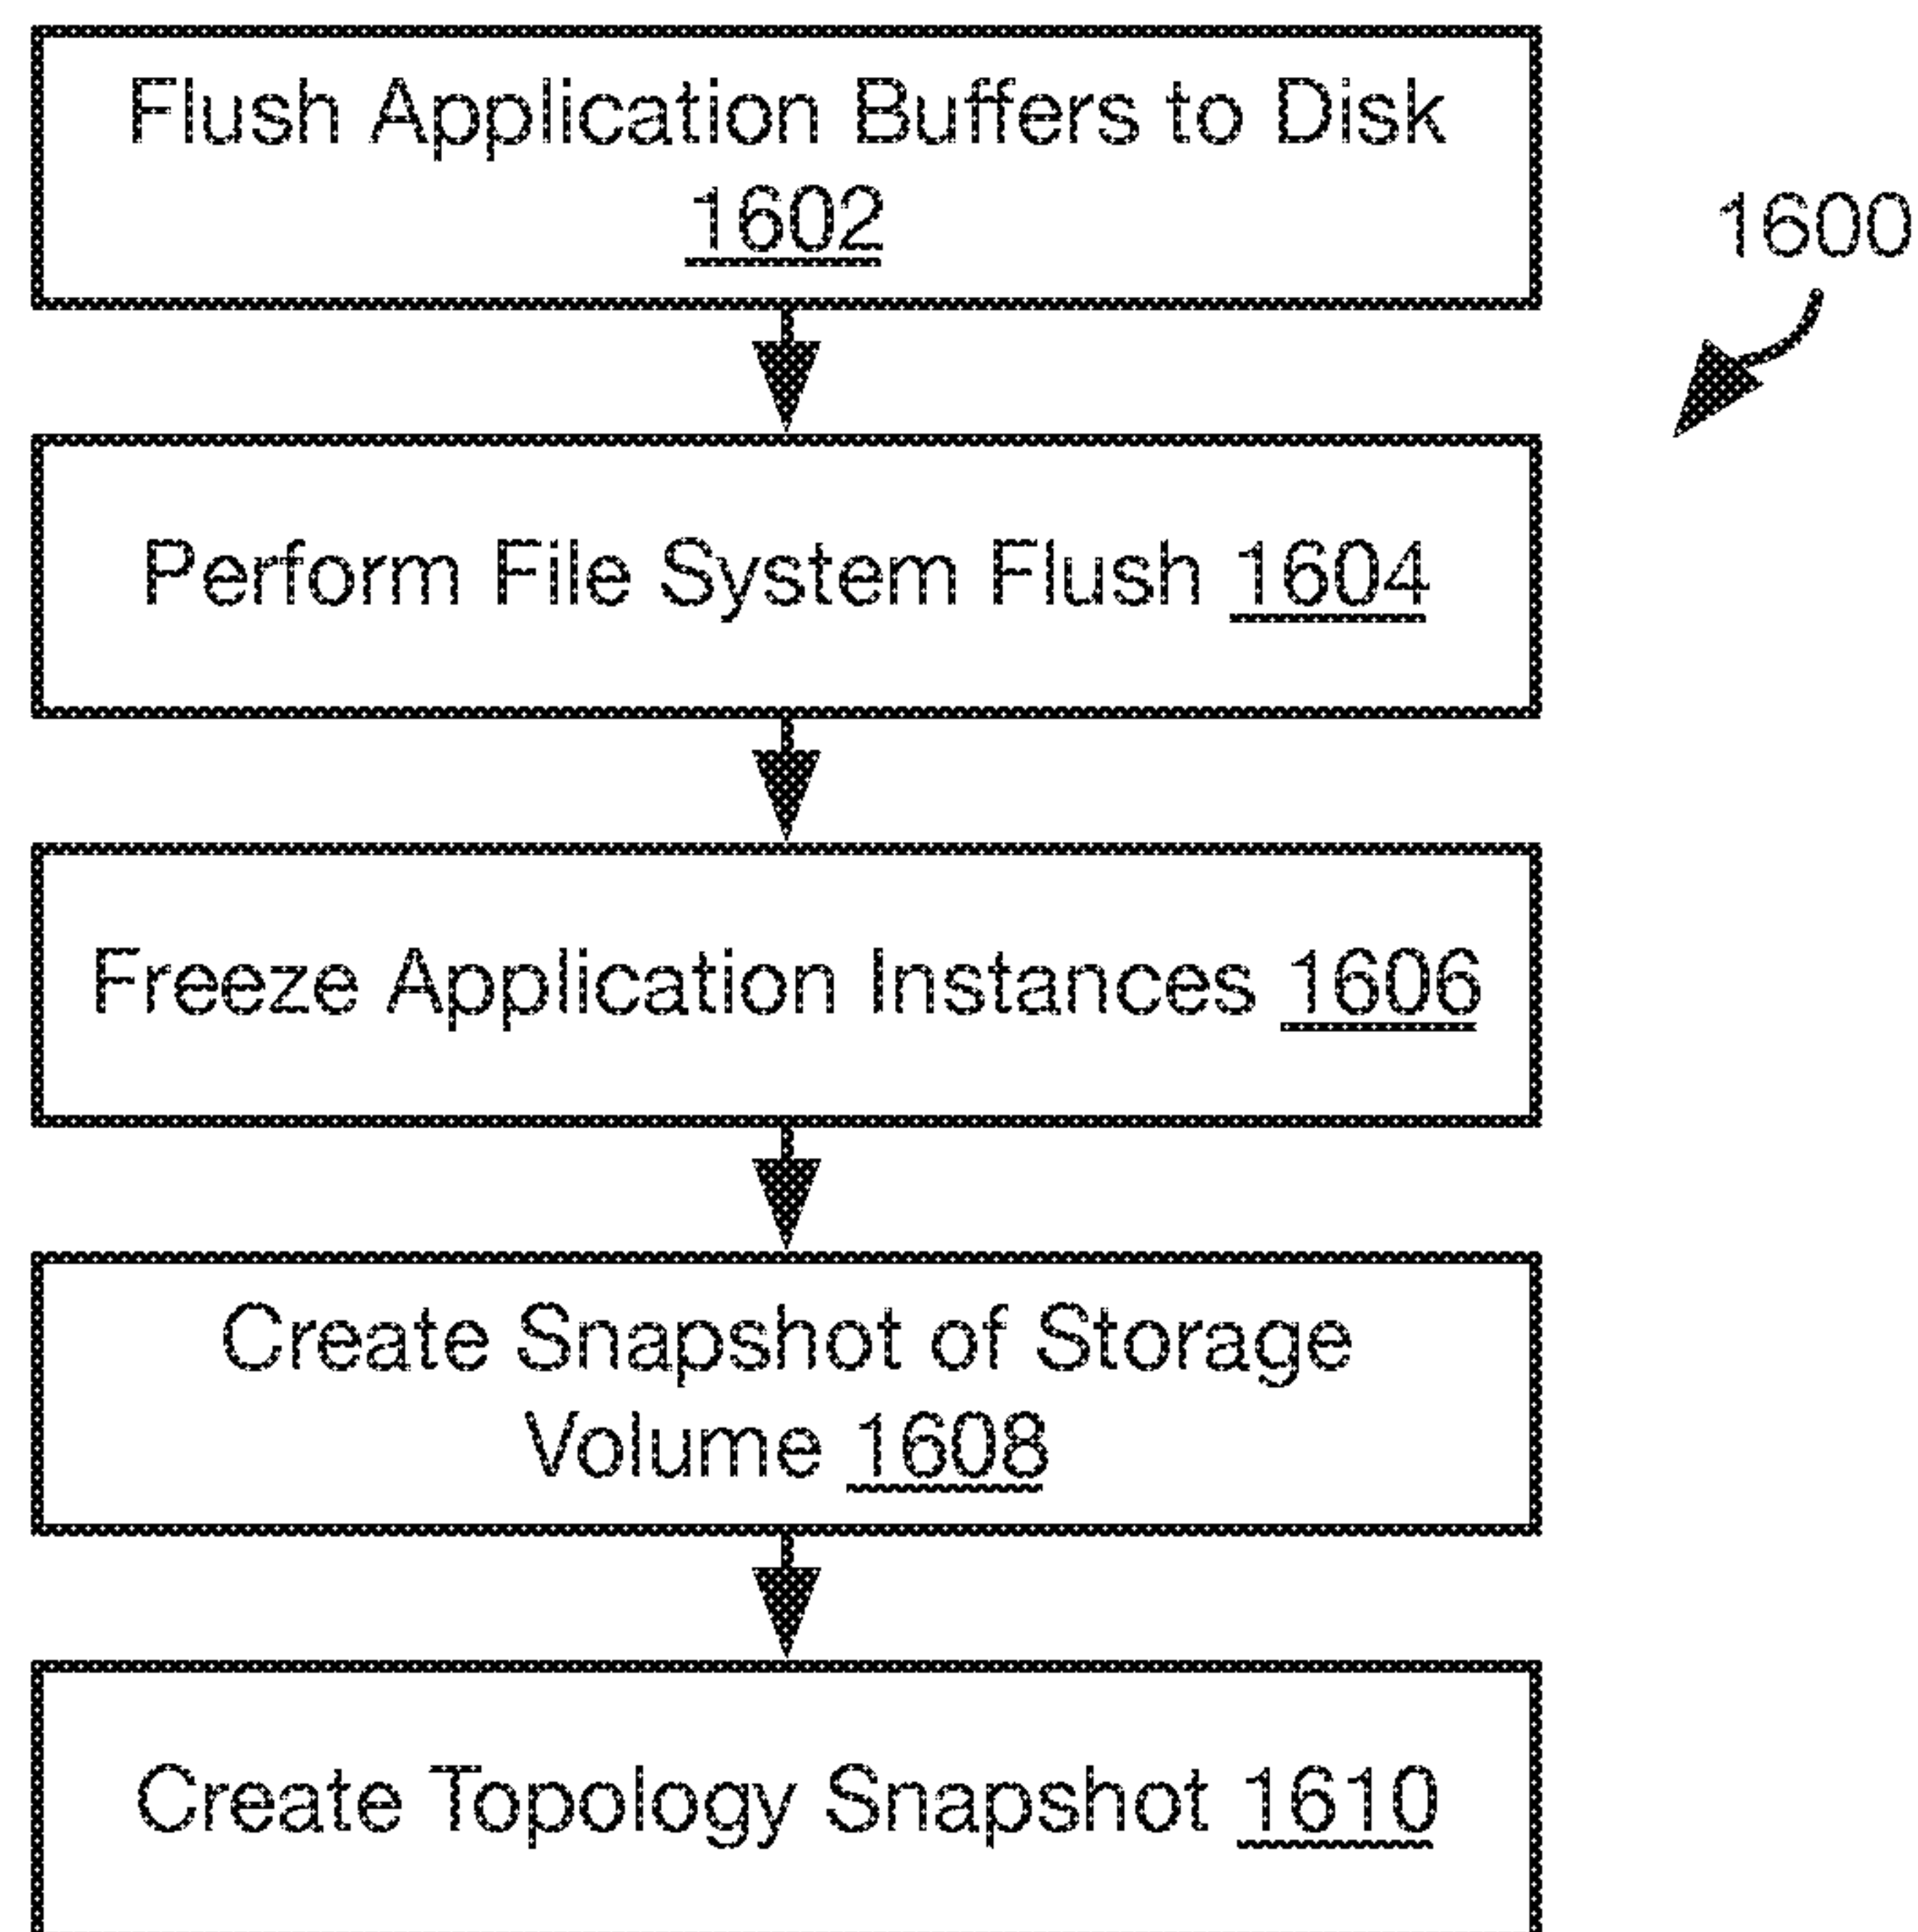 Flush Application Buffers to Disk
1602
1600
Perform File System Flush 1604
Freeze Application Instances 1606
Create Snapshot of Storage
Volume 1608
Create Topology Snapshot 1610